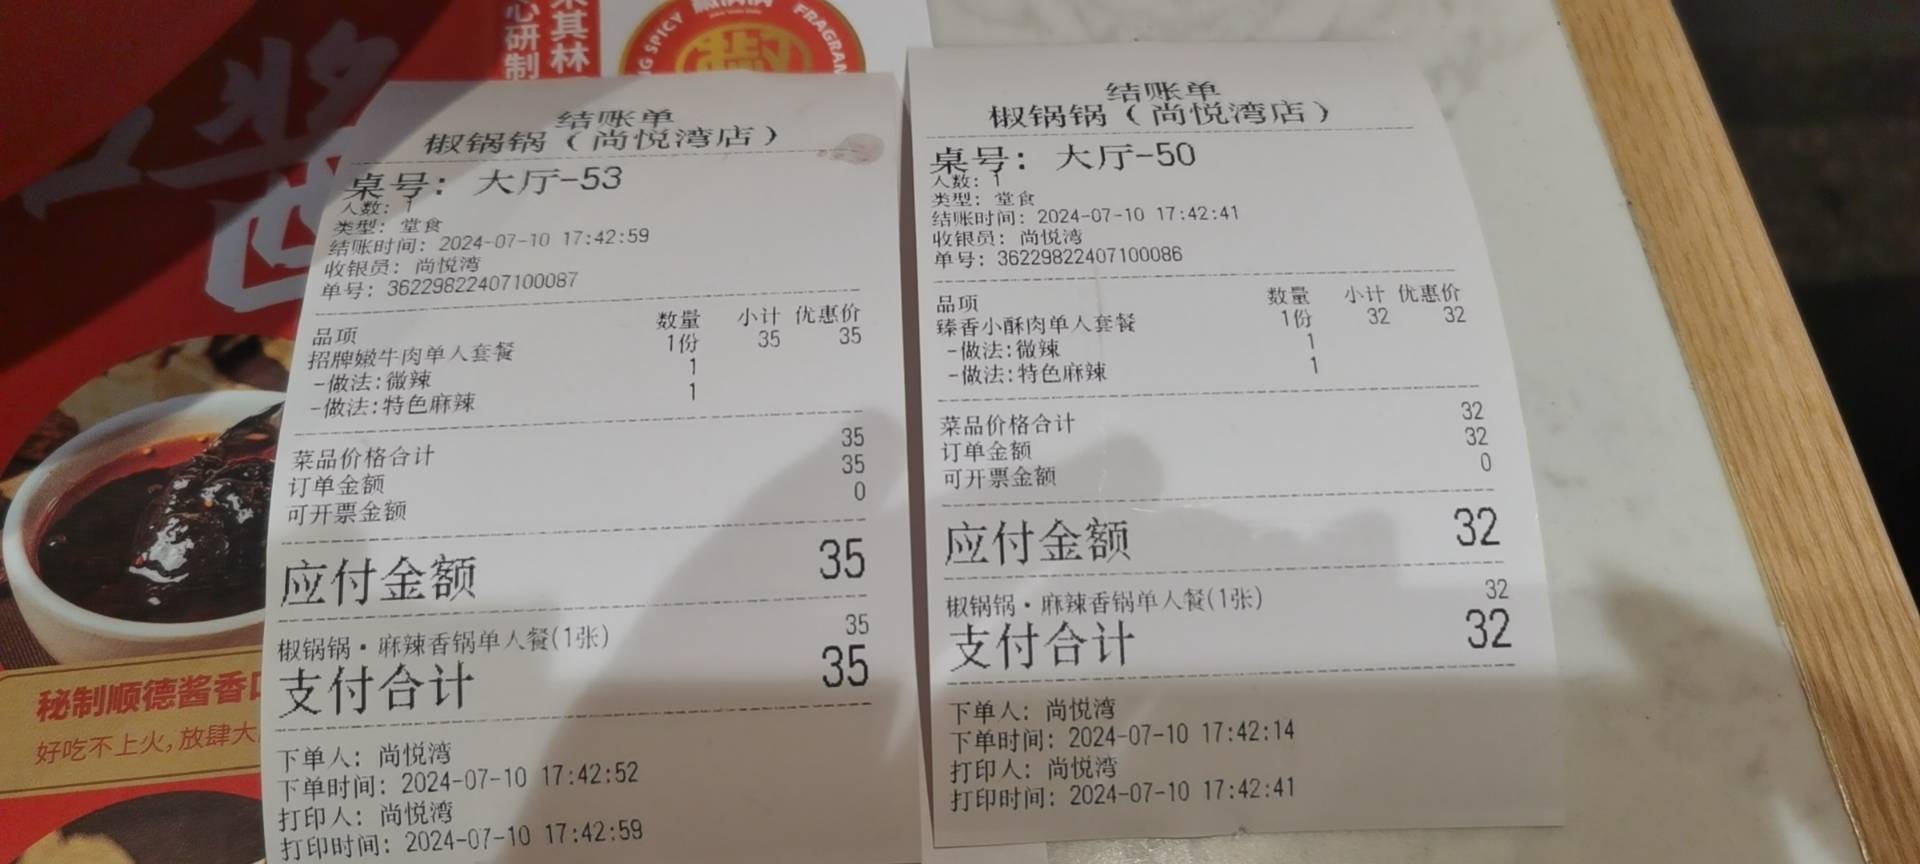 心研制
其林
NG SPICY
FRAGRAN
椒
酱
秘制顺德酱香
好吃不上火,放肆大
结账单
椒锅锅(尚悦湾店)
桌号: 大厅-53
人数: 1
类型: 堂食
结账时间: 2024-07-10 17:42:59
收银员: 尚悦湾
单号: 36229822407100087
品项 数量 小计 优惠价
招牌嫩牛肉单人套餐 1份 35 35
-做法:微辣 1
-做法:特色麻辣 1
菜品价格合计 35
订单金额 35
可开票金额 0
应付金额 35
椒锅锅·麻辣香锅单人餐(1张) 35
支付合计 35
下单人: 尚悦湾
下单时间: 2024-07-10 17:42:52
打印人: 尚悦湾
打印时间: 2024-07-10 17:42:59
结账单
椒锅锅(尚悦湾店)
桌号: 大厅-50
人数: 1
类型: 堂食
结账时间: 2024-07-10 17:42:41
收银员: 尚悦湾
单号: 36229822407100086
品项 数量 小计 优惠价
臻香小酥肉单人套餐 1份 32 32
-做法:微辣 1
-做法:特色麻辣 1
菜品价格合计 32
订单金额 32
可开票金额 0
应付金额 32
椒锅锅·麻辣香锅单人餐(1张) 32
支付合计 32
下单人: 尚悦湾
下单时间: 2024-07-10 17:42:14
打印人: 尚悦湾
打印时间: 2024-07-10 17:42:41